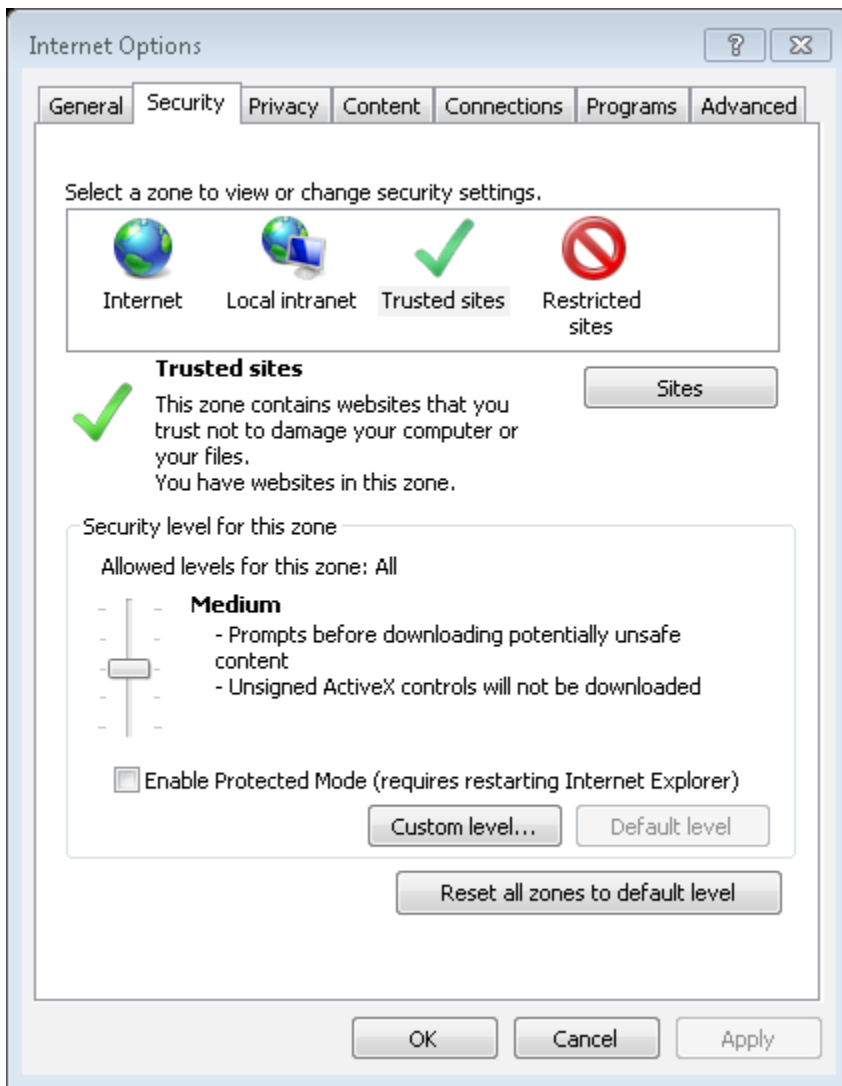 Internet Options
General Security Privacy Content Connections Programs Advanced
Select a zone to view or change security settings.
Internet Local intranet Trusted sites Restricted
sites
Trusted sites
Sites
This zone contains websites that you
trust not to damage your computer or
your files.
You have websites in this zone.
Security level for this zone
Allowed levels for this zone: All
Medium
- Prompts before downloading potentially unsafe
content
- Unsigned ActiveX controls will not be downloaded
Enable Protected Mode (requires restarting Internet Explorer)
Custom level... Default level
Reset all zones to default level
OK Cancel Apply